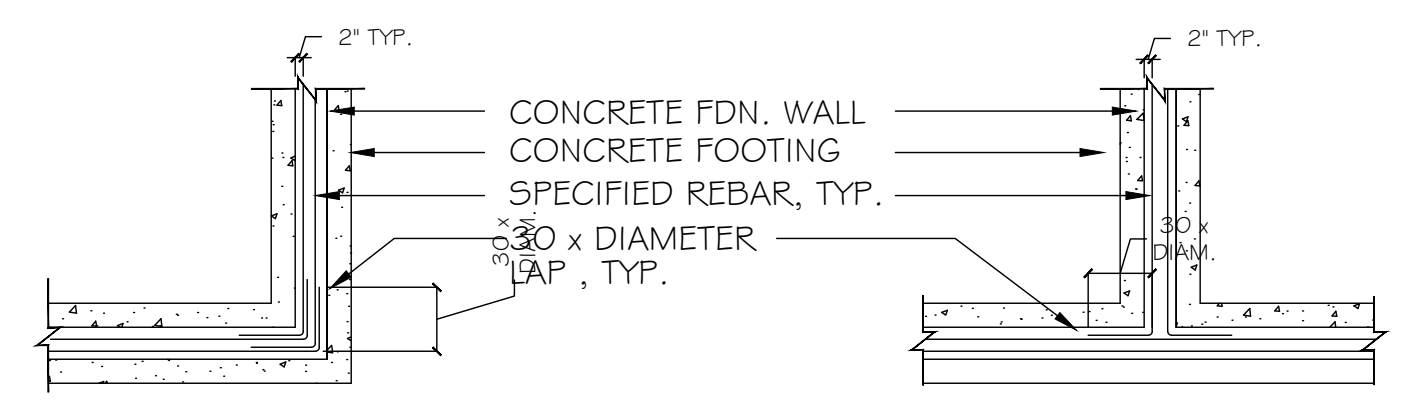 2" TYP.
2" TYP.
CONCRETE FDN. WALL
CONCRETE FOOTING
SPECIFIED REBAR, TYP.
30 x DIAMETER
LAP , TYP.
30 x
DIAM.
30 x
DIAM.